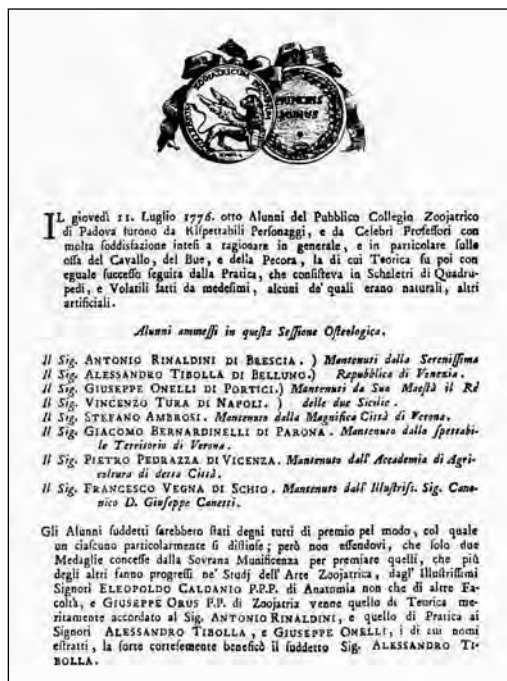 PRINCIPIS
MUNUS
IL giovedì 11. Luglio 1776. otto Alunni del Pubblico Collegio Zoojatrico
di Padova furono da Rispettabili Personaggi, e da Celebri Professori con
molta soddisfazione intesi a ragionare in generale, e in particolare sulle
ossa del Cavallo, del Bue, e della Pecora, la di cui Teorica fu poi con
eguale successo seguita dalla Pratica, che consisteva in Scheletri di Quadru-
pedi, e Volatili fatti da medesimi, alcuni de' quali erano naturali, altri
artificiali.
Alunni ammessi in questa Sessione Osteologica.
Il Sig. ANTONIO RINALDINI DI BRESCIA. ) Mantenuti dalla Serenissima
Il Sig. ALESSANDRO TIBOLLA DI BELLUNO. ) Repubblica di Venezia.
Il Sig. GIUSEPPE ONELLI DI PORTICI. ) Mantenuti da Sua Maestà il Rè
Il Sig. VINCENZO TURA DI NAPOLI. ) delle due Sicilie.
Il Sig. STEFANO AMBROSI. Mantenuto dalla Magnifica Città di Verona.
Il Sig. GIACOMO BERNARDINELLI DI PARONA. Mantenuto dallo spettabi-
le Territorio di Verona.
Il Sig. PIETRO PEDRAZZA DI VICENZA. Mantenuto dall' Accademia di Agri-
coltura di detta Città.
Il Sig. FRANCESCO VEGNA DI SCHIO. Mantenuto dall' Illustriss. Sig. Cano-
nico D. Giuseppe Canetti.
Gli Alunni suddetti sarebbero stati degni tutti di premio pel modo, col quale
un ciascuno particolarmente si distinse; però non essendovi, che solo due
Medaglie concesse dalla Sovrana Munificenza per premiare quelli, che più
degli altri fanno progressi ne' Studj dell' Arte Zoojatrica, dagl' Illustrissimi
Signori ELEOPOLDO CALDANIO P.P.P. di Anatomia non che di altre Fa-
coltà, e GIUSEPPE ORUS P.P. di Zoojatria venne quello di Teorica me-
ritamente accordato al Sig. ANTONIO RINALDINI, e quello di Pratica ai
Signori ALESSANDRO TIBOLLA, e GIUSEPPE ONELLI, i di cui nomi
estratti, la sorte cortesemente beneficò il suddetto Sig. ALESSANDRO TI-
BOLLA.